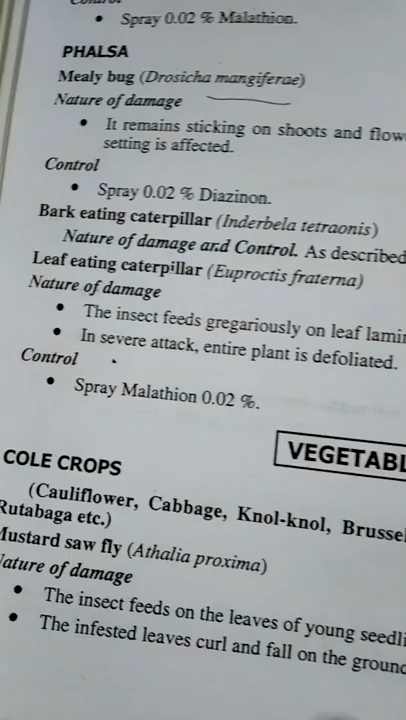 Control
• Spray 0.02 % Malathion.
PHALSA
Mealy bug (Drosicha mangiferae)
Nature of damage
• It remains sticking on shoots and flow
setting is affected.
Control
• Spray 0.02 % Diazinon.
Bark eating caterpillar (Inderbela tetraonis)
Nature of damage and Control. As described
Leaf eating caterpillar (Euproctis fraterna)
Nature of damage
• The insect feeds gregariously on leaf lamin
• In severe attack, entire plant is defoliated.
Control
• Spray Malathion 0.02 %.
VEGETABL
COLE CROPS
(Cauliflower, Cabbage, Knol-knol, Brussel
Rutabaga etc.)
Mustard saw fly (Athalia proxima)
Nature of damage
• The insect feeds on the leaves of young seedli
• The infested leaves curl and fall on the ground